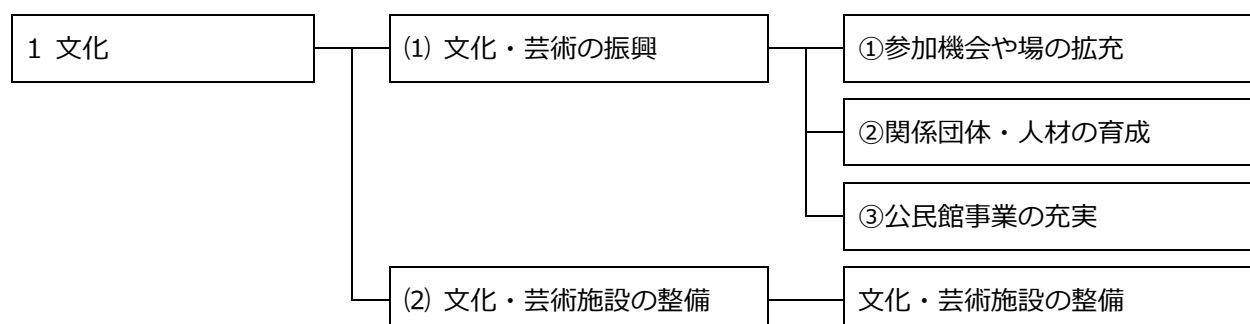 1 文化
⑴ 文化・芸術の振興
①参加機会や場の拡充
②関係団体・人材の育成
③公民館事業の充実
⑵ 文化・芸術施設の整備
文化・芸術施設の整備